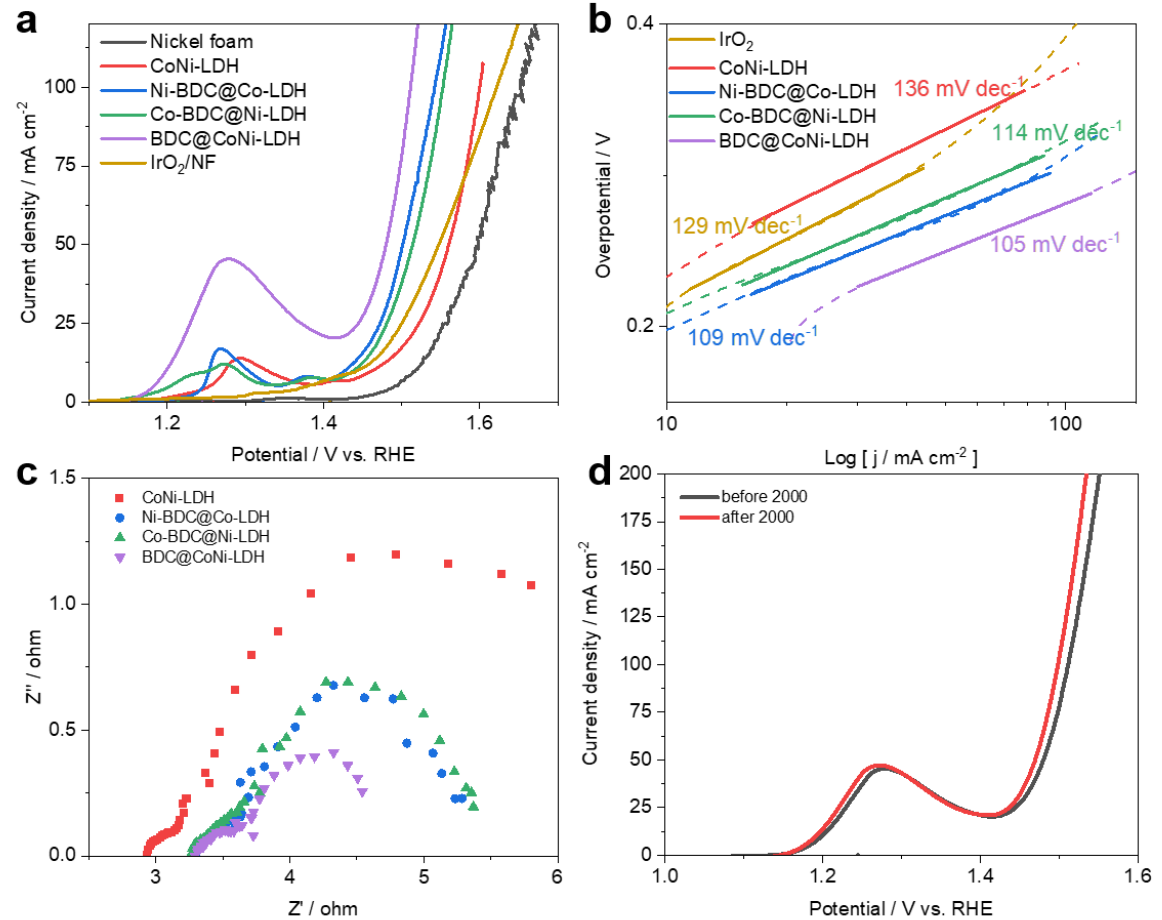 a
Nickel foam
CoNi-LDH
Ni-BDC@Co-LDH
Co-BDC@Ni-LDH
BDC@CoNi-LDH
IrO₂/NF
100
75
50
25
0
Current density / mA cm⁻²
1.2
1.4
1.6
Potential / V vs. RHE
b
IrO₂
CoNi-LDH
Ni-BDC@Co-LDH
Co-BDC@Ni-LDH
BDC@CoNi-LDH
136 mV dec⁻¹
114 mV dec⁻¹
129 mV dec⁻¹
105 mV dec⁻¹
109 mV dec⁻¹
0.4
0.2
Overpotential / V
10
100
Log [ j / mA cm⁻² ]
c
CoNi-LDH
Ni-BDC@Co-LDH
Co-BDC@Ni-LDH
BDC@CoNi-LDH
1.5
1.0
0.5
0.0
Z'' / ohm
3
4
5
6
Z' / ohm
d
before 2000
after 2000
200
175
150
125
100
75
50
25
0
Current density / mA cm⁻²
1.0
1.2
1.4
1.6
Potential / V vs. RHE